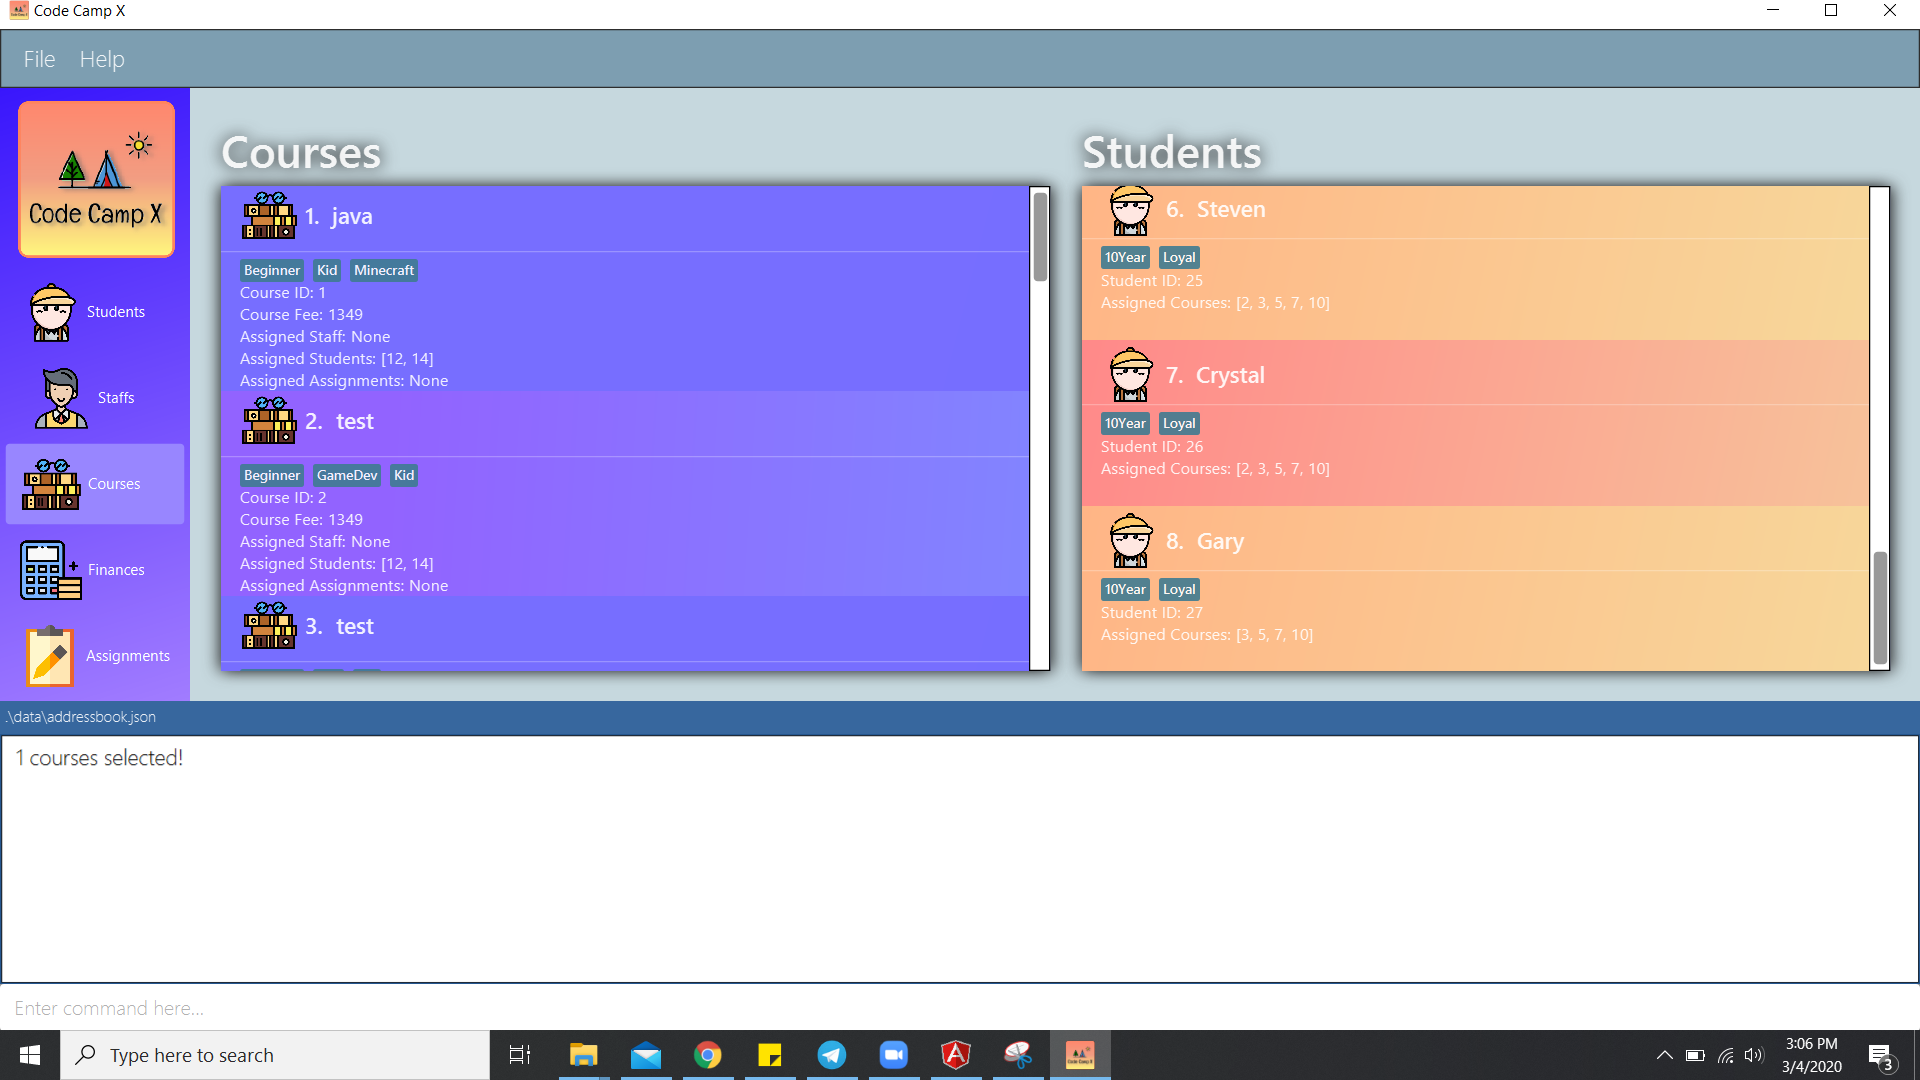 Code Camp X
File Help
Code Camp X
Students
Staffs
Courses
Finances
Assignments
Courses
1. java
Beginner Kid Minecraft
Course ID: 1
Course Fee: 1349
Assigned Staff: None
Assigned Students: [12, 14]
Assigned Assignments: None
2. test
Beginner GameDev Kid
Course ID: 2
Course Fee: 1349
Assigned Staff: None
Assigned Students: [12, 14]
Assigned Assignments: None
3. test
Students
6. Steven
10Year Loyal
Student ID: 25
Assigned Courses: [2, 3, 5, 7, 10]
7. Crystal
10Year Loyal
Student ID: 26
Assigned Courses: [2, 3, 5, 7, 10]
8. Gary
10Year Loyal
Student ID: 27
Assigned Courses: [3, 5, 7, 10]
.\data\addressbook.json
1 courses selected!
Enter command here...
Type here to search
3:06 PM
3/4/2020
3